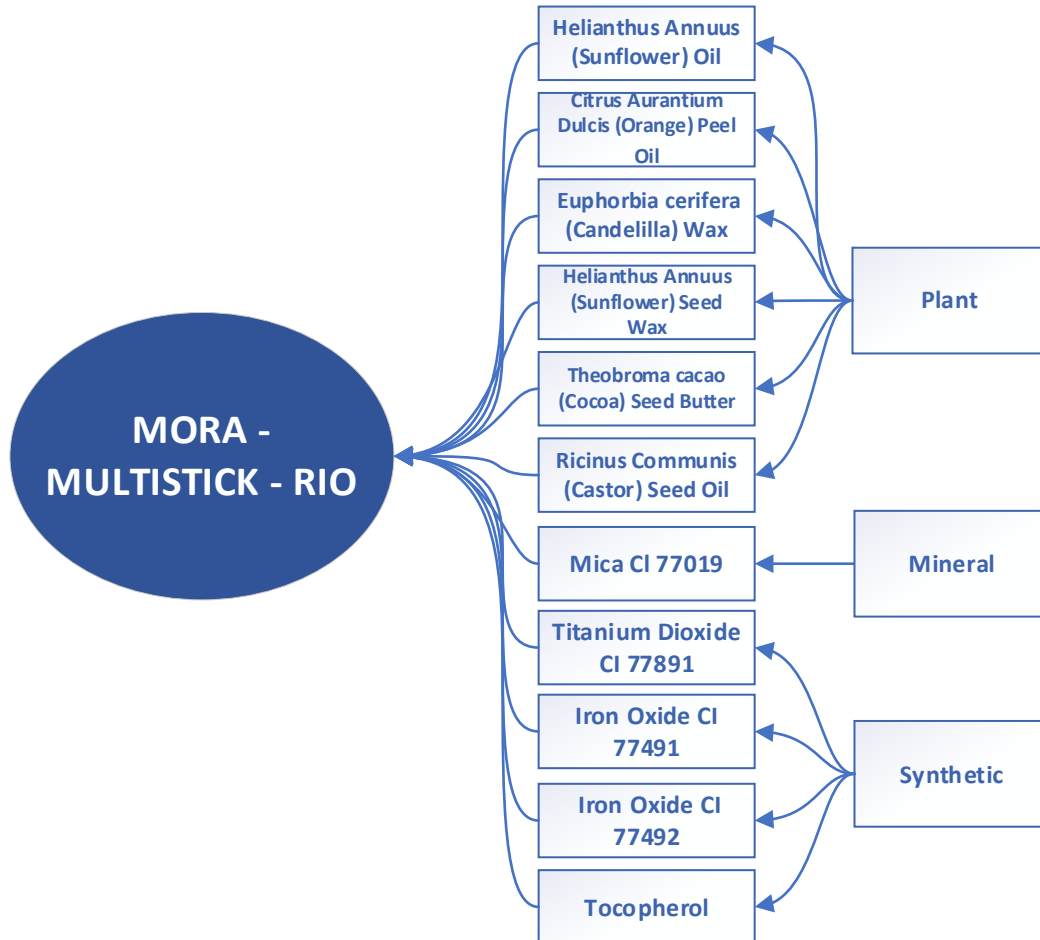 MORA -
MULTISTICK - RIO
Helianthus Annuus
(Sunflower) Oil
Citrus Aurantium
Dulcis (Orange) Peel
Oil
Euphorbia cerifera
(Candelilla) Wax
Helianthus Annuus
(Sunflower) Seed
Wax
Theobroma cacao
(Cocoa) Seed Butter
Ricinus Communis
(Castor) Seed Oil
Mica Cl 77019
Titanium Dioxide
CI 77891
Iron Oxide CI
77491
Iron Oxide CI
77492
Tocopherol
Plant
Mineral
Synthetic